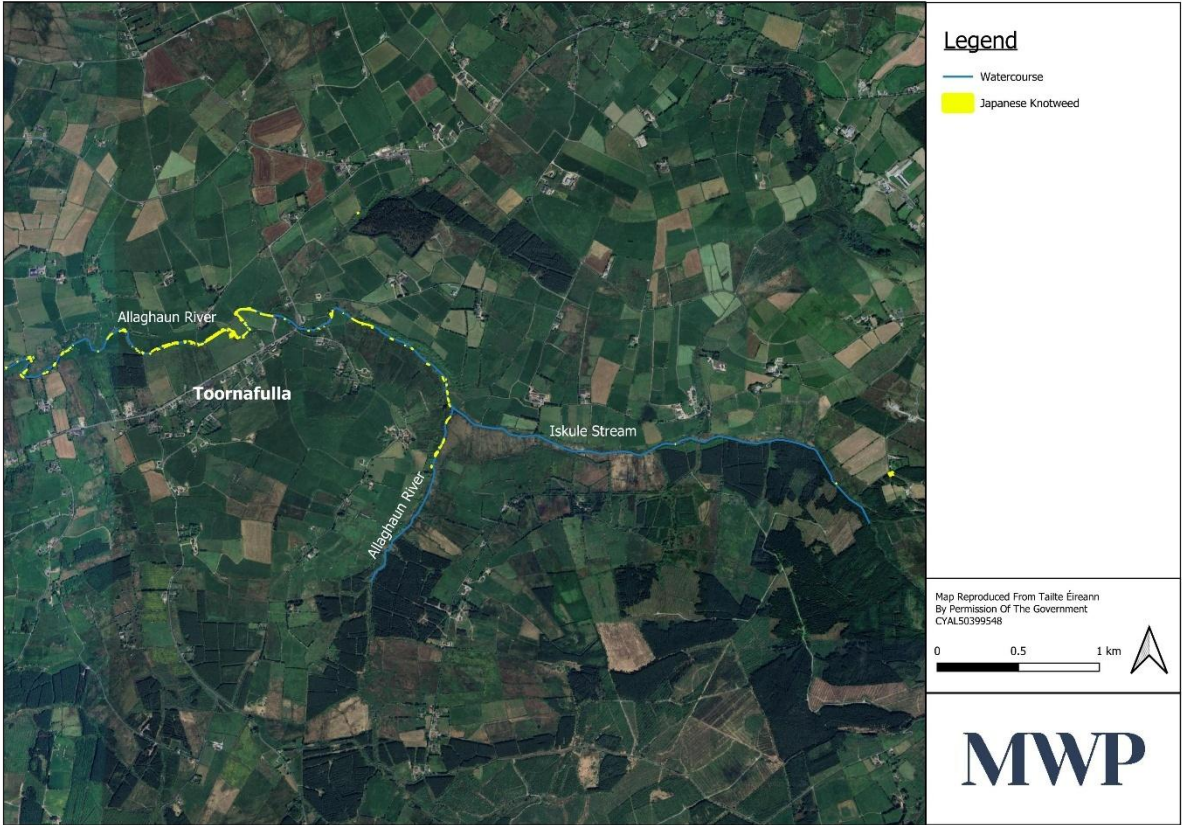 Legend
Watercourse
Japanese Knotweed
Allaghaun River
Toornafulla
Iskule Stream
Allaghaun River
Map Reproduced From Tailte Éireann
By Permission Of The Government
CYAL50399548
0 0.5 1 km
MWP